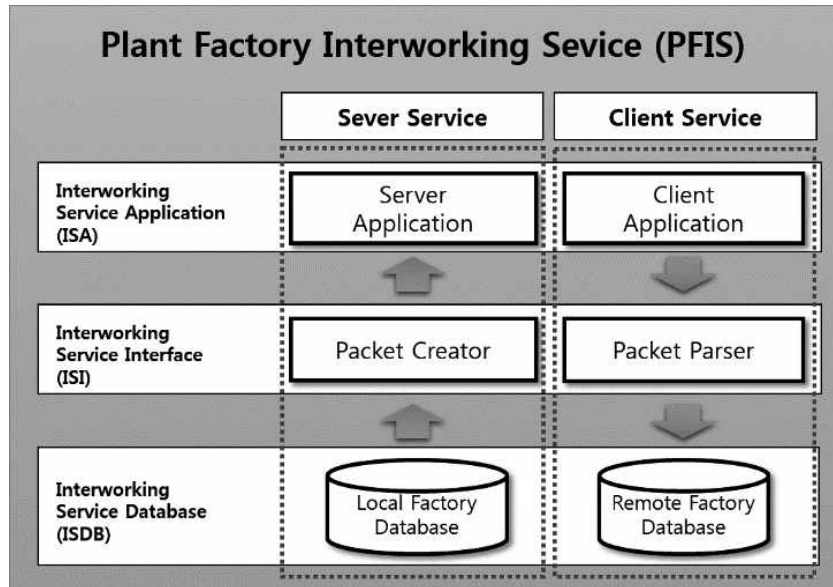 Plant Factory Interworking Sevice (PFIS)
Sever Service
Client Service
Interworking
Service Application
(ISA)
Server
Application
Client
Application
Interworking
Service Interface
(ISI)
Packet Creator
Packet Parser
Interworking
Service Database
(ISDB)
Local Factory
Database
Remote Factory
Database